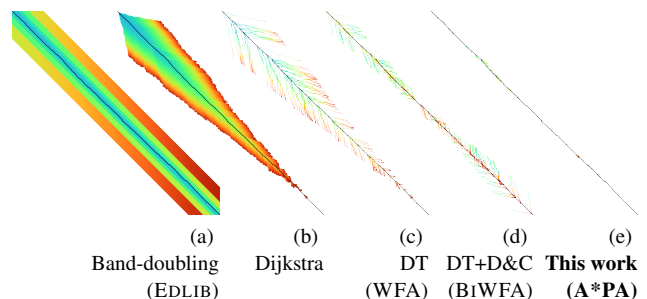 (a) (b) (c) (d) (e)
Band-doubling Dijkstra DT DT+D&C This work
(EDLIB) (WFA) (BIWFA) (A*PA)